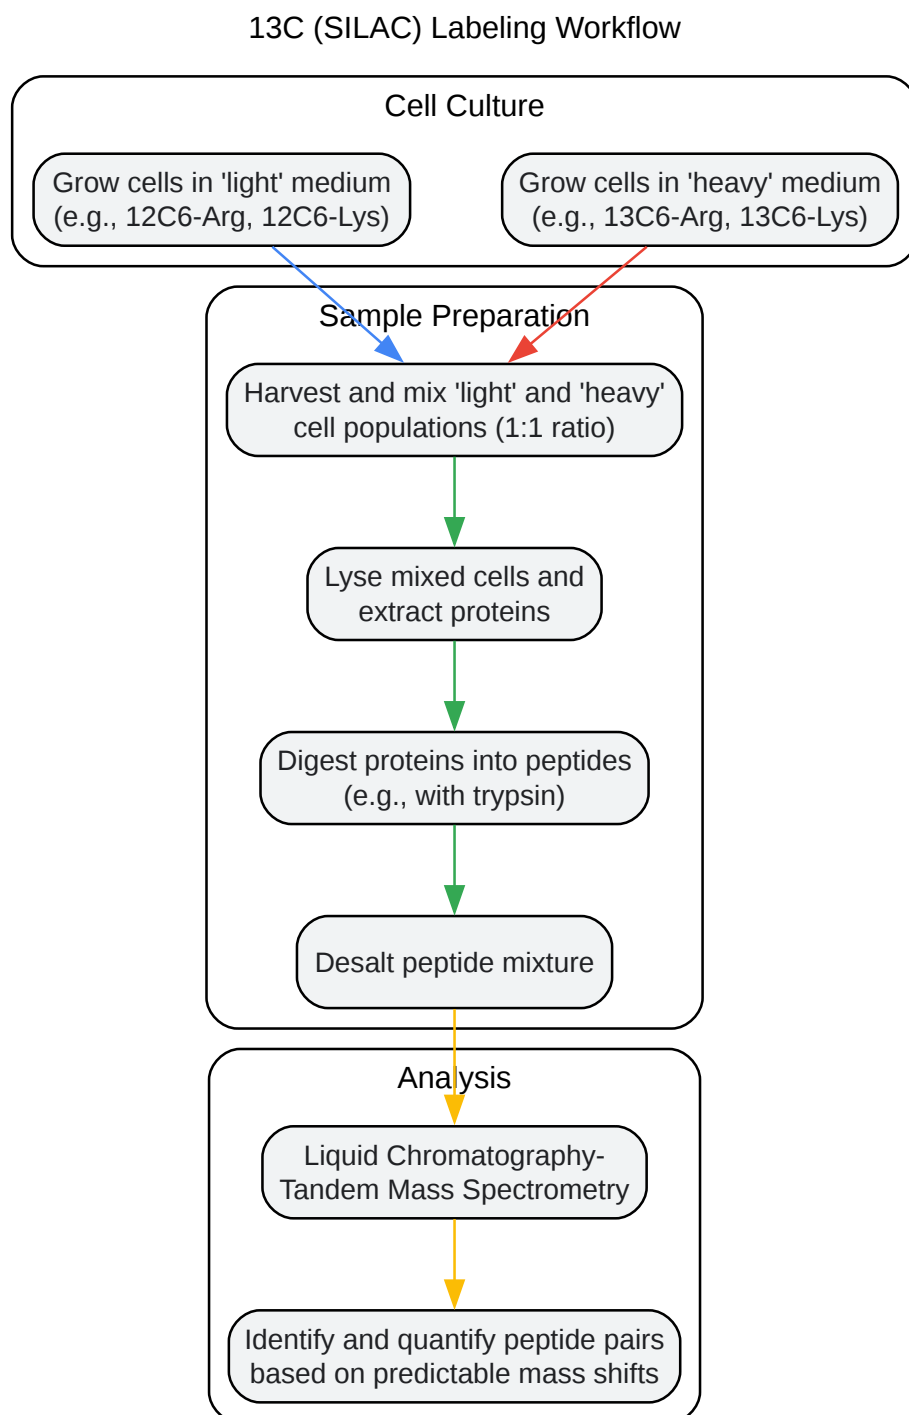 13C (SILAC) Labeling Workflow
Cell Culture
Grow cells in 'light' medium
(e.g., 12C6-Arg, 12C6-Lys)
Grow cells in 'heavy' medium
(e.g., 13C6-Arg, 13C6-Lys)
Sample Preparation
Harvest and mix 'light' and 'heavy'
cell populations (1:1 ratio)
Lyse mixed cells and
extract proteins
Digest proteins into peptides
(e.g., with trypsin)
Desalt peptide mixture
Analysis
Liquid Chromatography-
Tandem Mass Spectrometry
Identify and quantify peptide pairs
based on predictable mass shifts